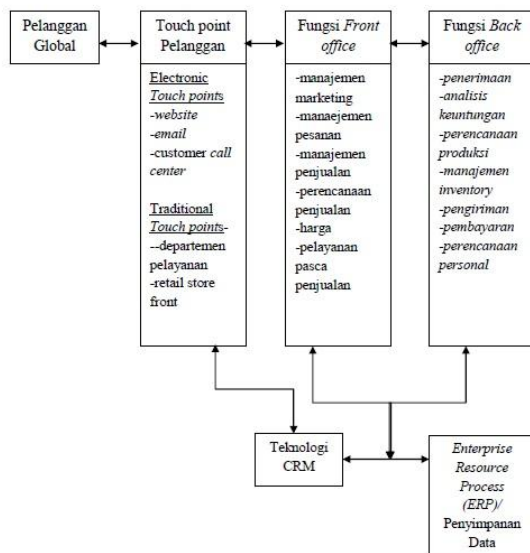 Pelanggan
Global
Touch point
Pelanggan
Electronic
Touch points
-website
-email
-customer call
center
Traditional
Touch points-
--departemen
pelayanan
-retail store
front
Fungsi Front
office
-manajemen
marketing
-manaejemen
pesanan
-manajemen
penjualan
-perencanaan
penjualan
-harga
-pelayanan
pasca
penjualan
Fungsi Back
office
-penerimaan
-analisis
keuntungan
-perencanaan
produksi
-manajemen
inventory
-pengiriman
-pembayaran
-perencanaan
personal
Teknologi
CRM
Enterprise
Resource
Process
(ERP)/
Penyimpanan
Data